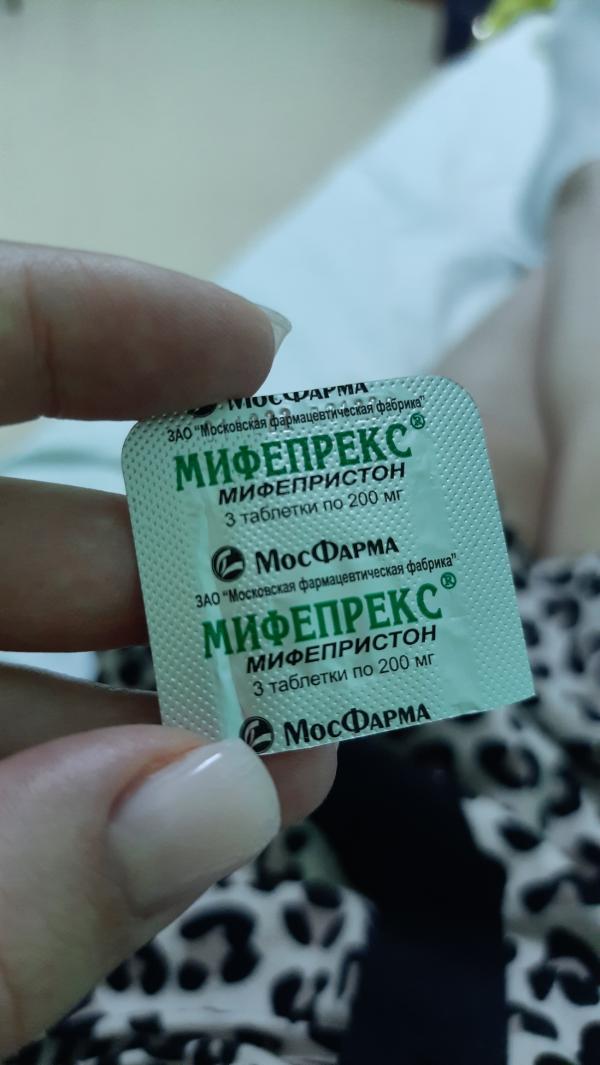 МОСФАРМА
ЗАО "Московская фармацевтическая фабрика"
МИФЕПРЕКС®
МИФЕПРИСТОН
3 таблетки по 200 мг
МОСФАРМА
ЗАО "Московская фармацевтическая фабрика"
МИФЕПРЕКС®
МИФЕПРИСТОН
3 таблетки по 200 мг
МОСФАРМА